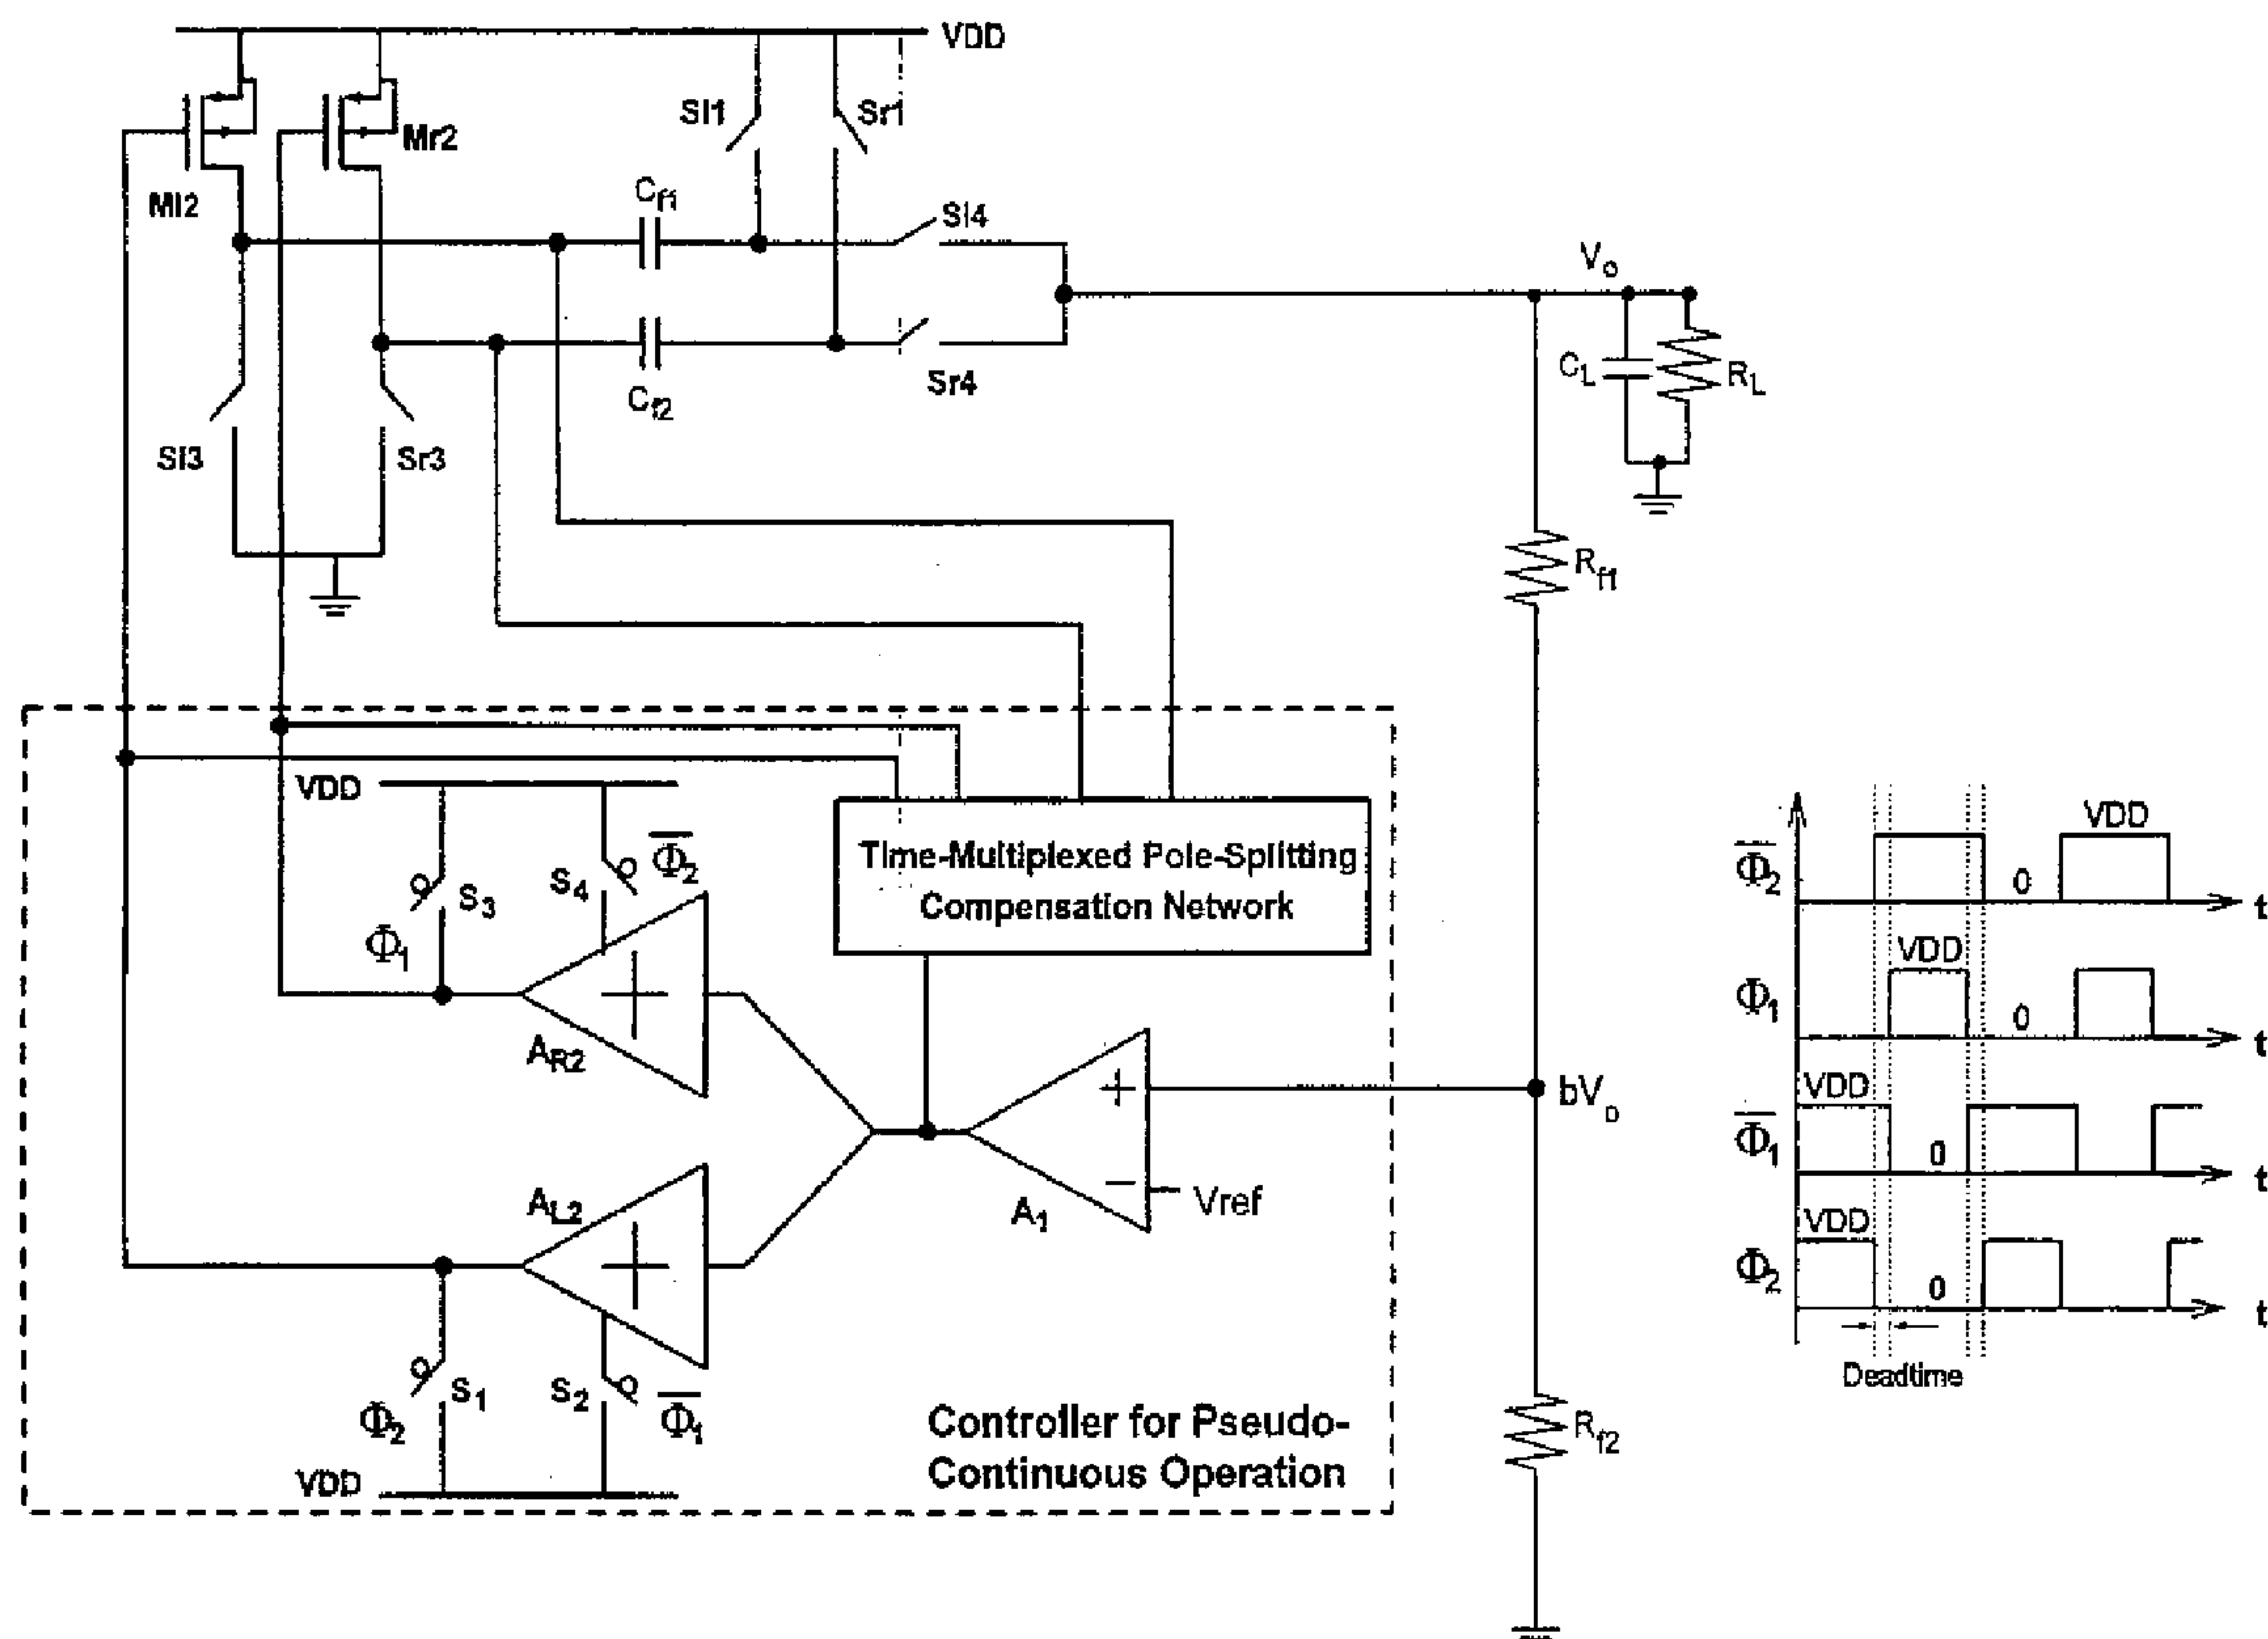 VDD
Sl1
Sr1
Mr2
Ml2
Cf1
Sl4
Vo
CL
RL
Cf2
Sr4
Sl3
Sr3
Rf1
VDD
Φ2
S3
S4
Φ1
AR2
Time-Multiplexed Pole-Splitting
Compensation Network
+
+
bVo
AL2
+
−
Vref
A1
S1
S2
Φ2
Φ1
VDD
Controller for Pseudo-
Continuous Operation
Rf2
Φ2
VDD
0
t
Φ1
VDD
0
t
Φ1
VDD
0
t
Φ2
VDD
0
t
Deadtime